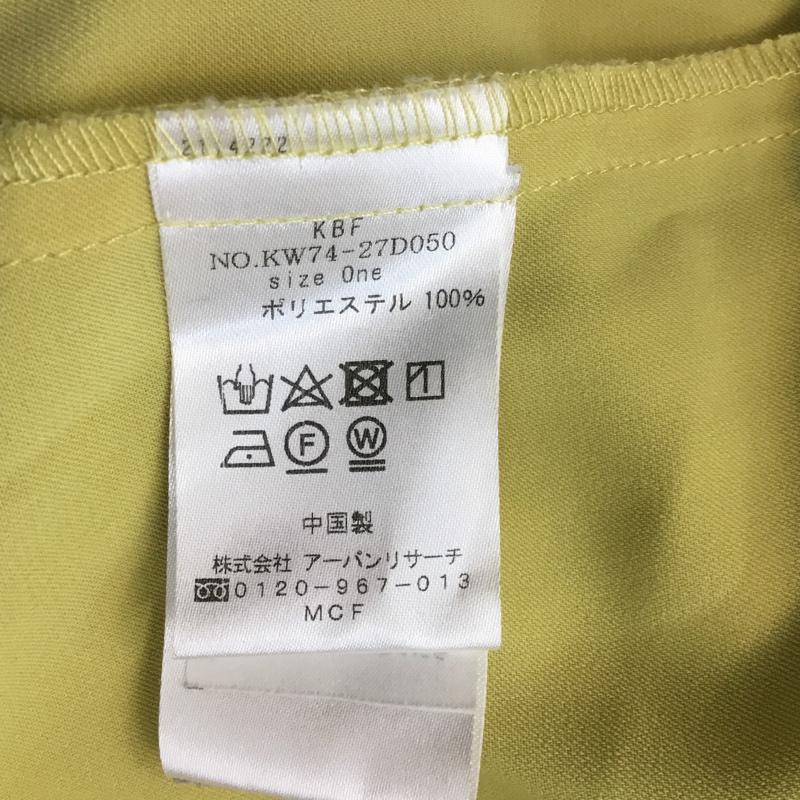 KBF
NO.KW74-27D050
size One
ポリエステル 100%
F W
中国製
株式会社 アーバンリサーチ
0120-967-013
MCF